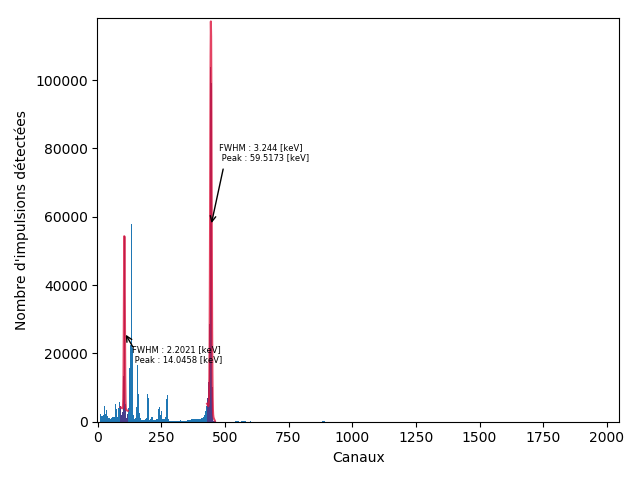 100000
80000
60000
40000
20000
0
Nombre d'impulsions détectées
FWHM : 3.244 [keV]
Peak : 59.5173 [keV]
FWHM : 2.2021 [keV]
Peak : 14.0458 [keV]
0 250 500 750 1000 1250 1500 1750 2000
Canaux